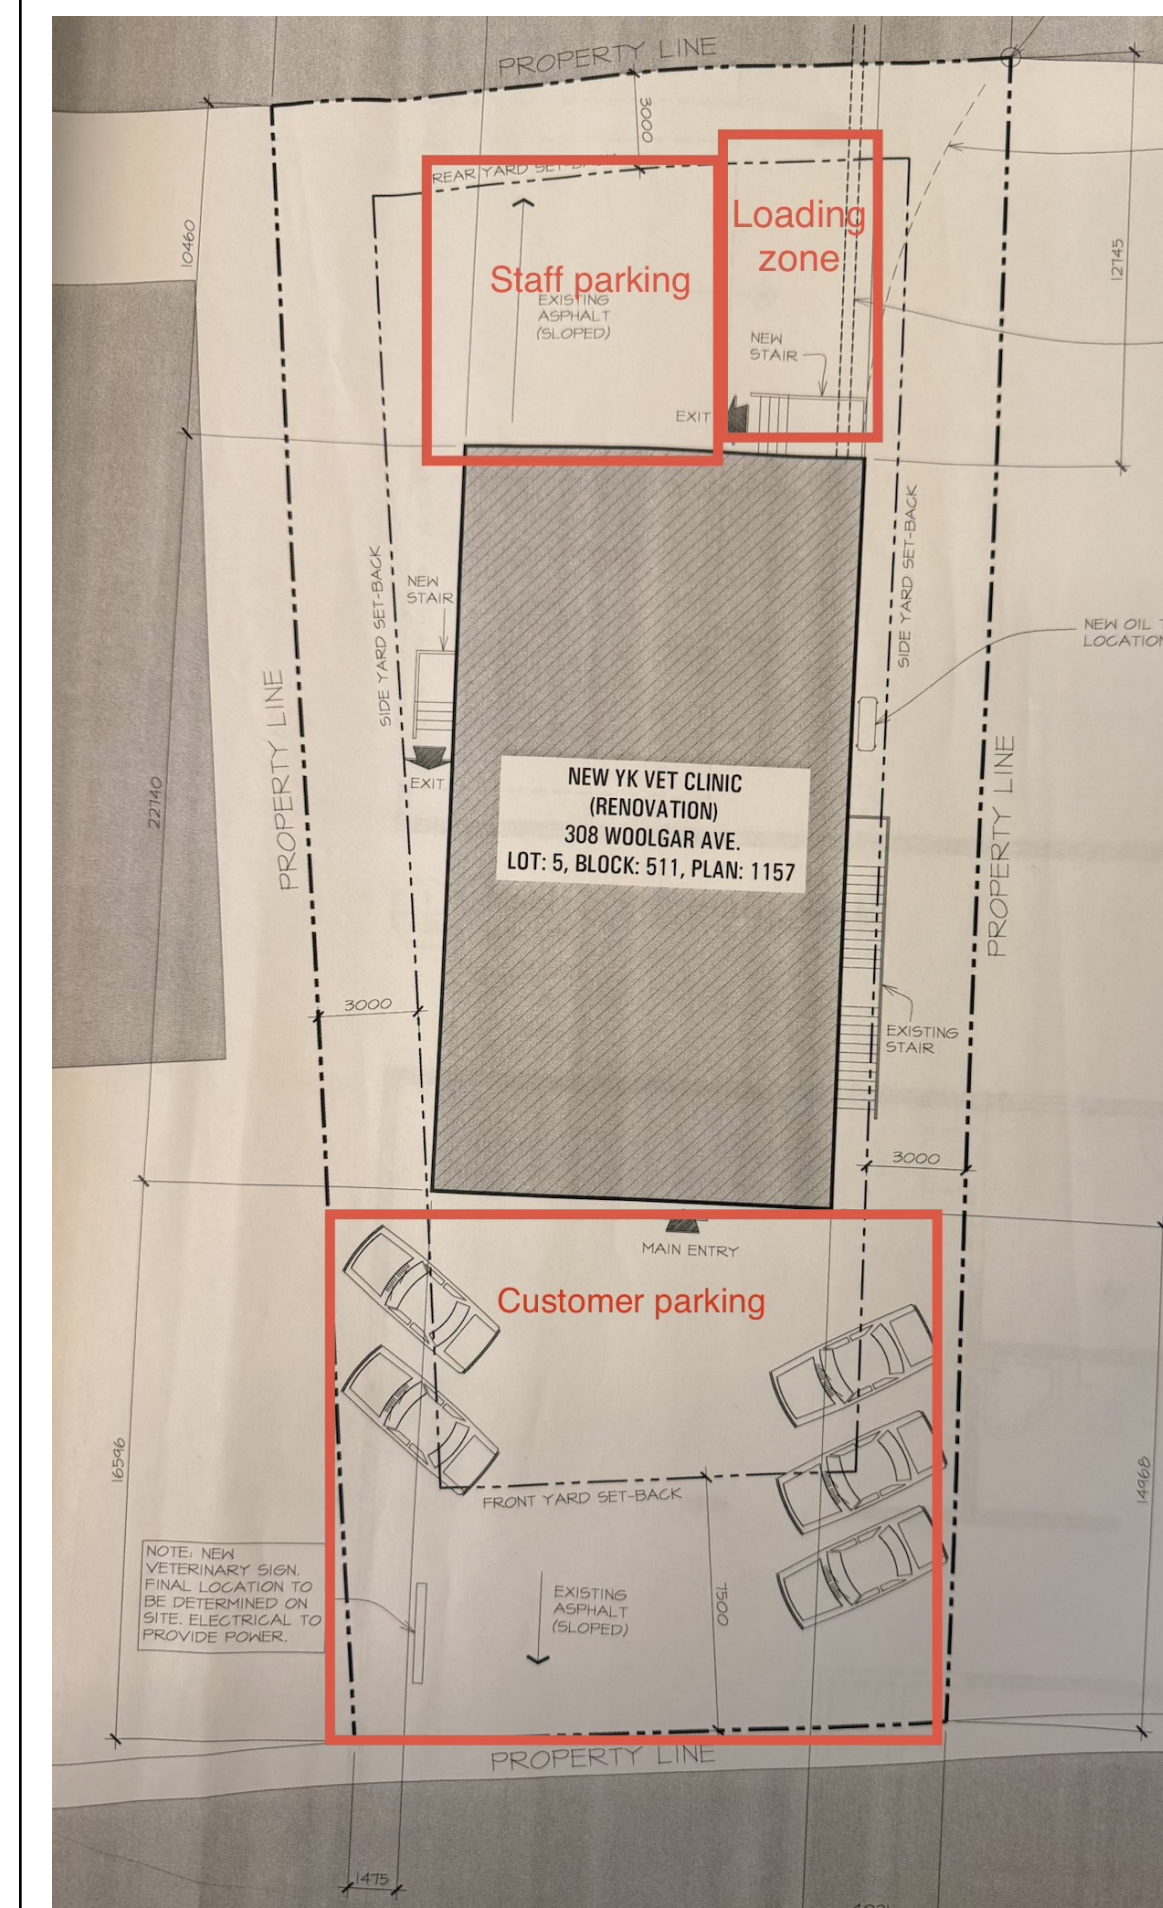 PROPERTY LINE
3000
REAR YARD SET-BACK
Loading
zone
10460
12745
Staff parking
EXISTING
ASPHALT
(SLOPED)
NEW
STAIR
EXIT
SIDE YARD SET-BACK
SIDE YARD SET-BACK
NEW
STAIR
NEW OIL
LOCATION
PROPERTY LINE
PROPERTY LINE
EXIT
NEW YK VET CLINIC
(RENOVATION)
308 WOOLGAR AVE.
LOT: 5, BLOCK: 511, PLAN: 1157
22740
3000
EXISTING
STAIR
3000
MAIN ENTRY
Customer parking
16596
14968
FRONT YARD SET-BACK
NOTE: NEW
VETERINARY SIGN.
FINAL LOCATION TO
BE DETERMINED ON
SITE. ELECTRICAL TO
PROVIDE POWER.
EXISTING
ASPHALT
(SLOPED)
7500
PROPERTY LINE
1475